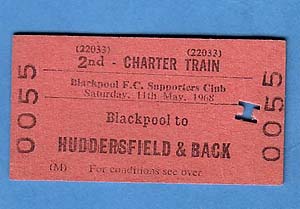 (22033) (22033)
2nd - CHARTER TRAIN
Blackpool F.C. Supporters Club
Saturday, 11th May, 1968
Blackpool to
HUDDERSFIELD & BACK
(M) For conditions see over
0055
0055